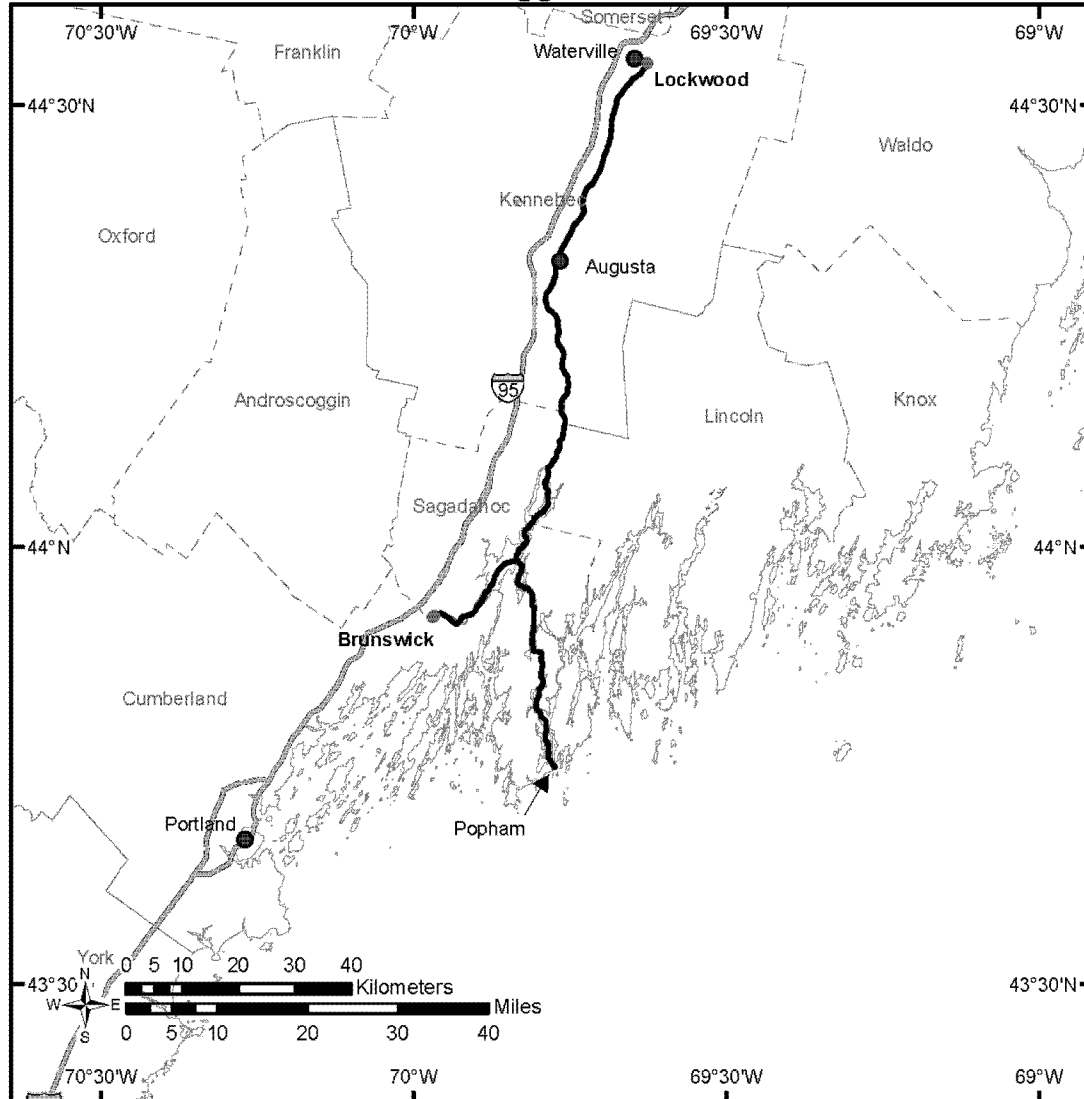 Somerset
70°30'W 70°W 69°30'W 69°W
Franklin
Waterville
Lockwood
44°30'N 44°30'N
Waldo
Kennebec
Oxford
Augusta
95
Androscoggin
Knox
Lincoln
Sagadahoc
44°N 44°N
Brunswick
Cumberland
Portland
Popham
York
N
W E
S
0 5 10 20 30 40
Kilometers
Miles
0 5 10 20 30 40
43°30'N 43°30'N
70°30'W 70°W 69°30'W 69°W